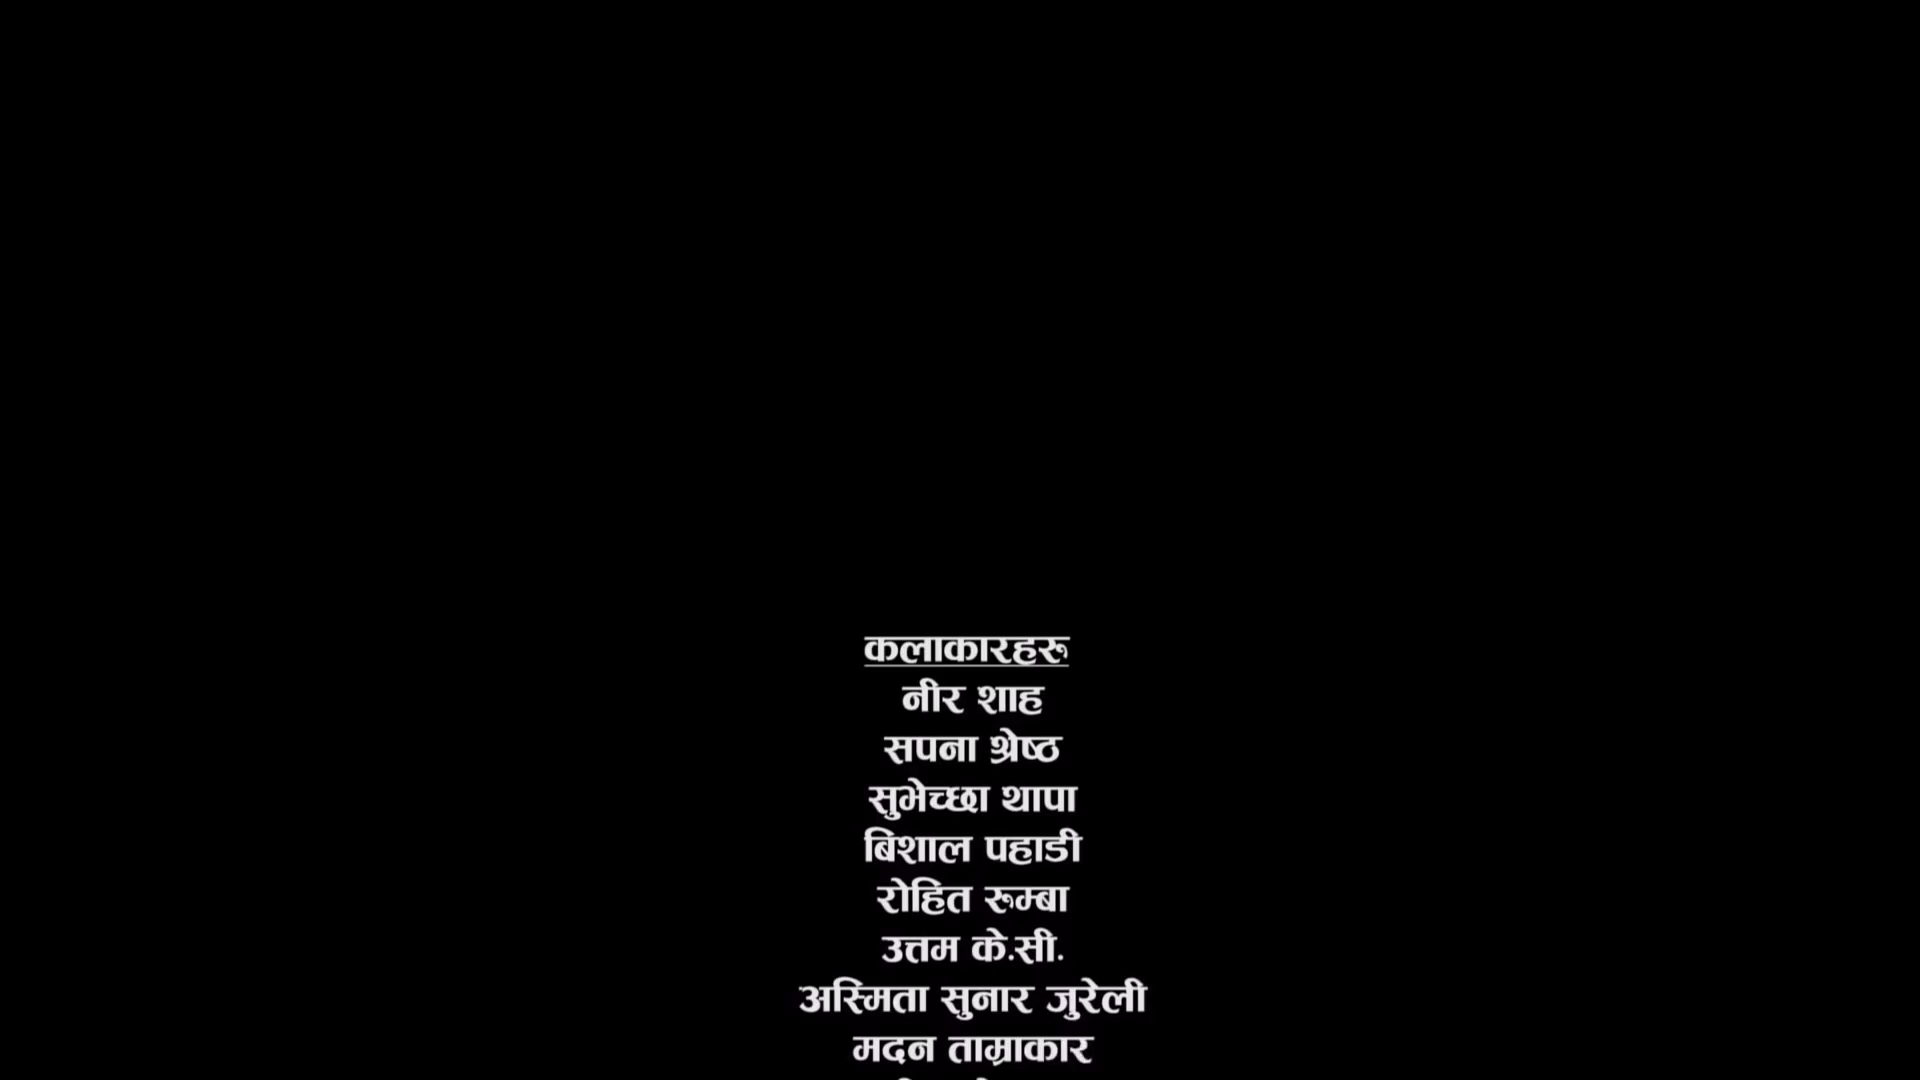 कलाकारहरू
नीर शाह
सपना श्रेष्ठ
सुभेच्छा थापा
बिशाल पहाडी
रोहित रुम्बा
उत्तम के.सी.
अस्मिता सुनार जुरेली
मदन ताम्राकार